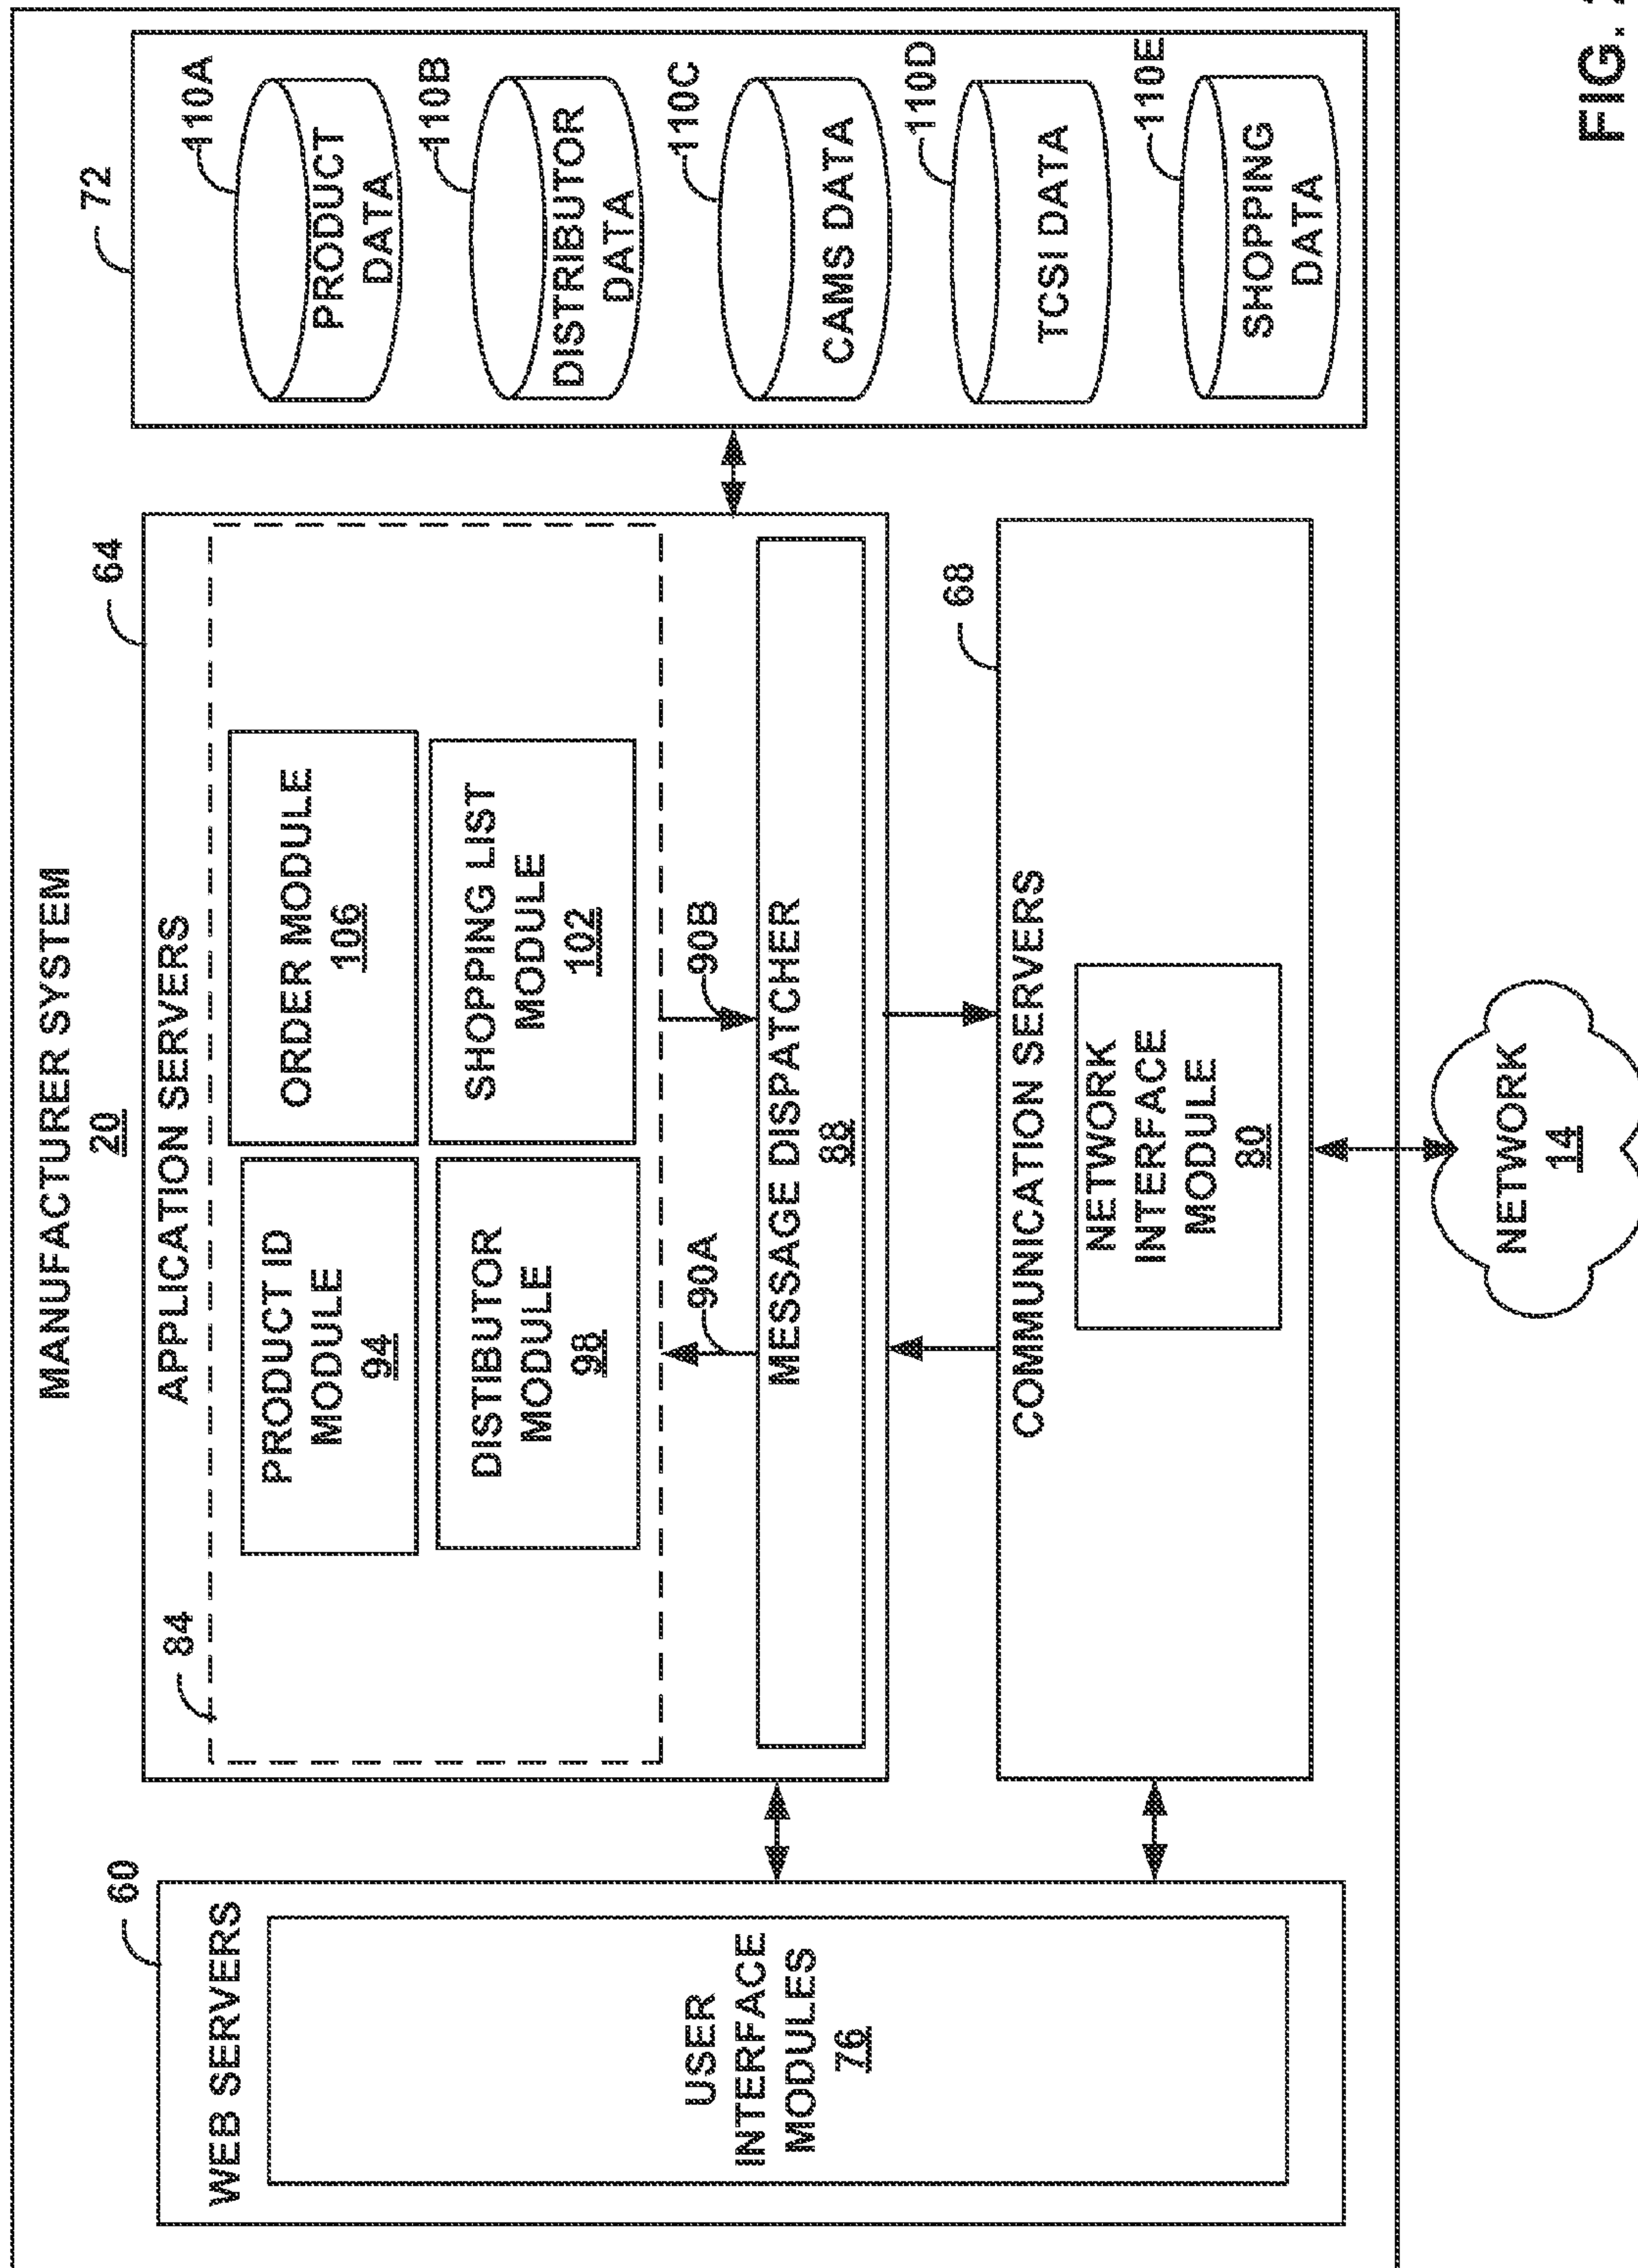 MANUFACTURER SYSTEM
20
60
WEB SERVERS
USER
INTERFACE
MODULES
76
84
64
APPLICATION SERVERS
PRODUCT ID
MODULE
94
ORDER MODULE
106
DISTIBUTOR
MODULE
98
SHOPPING LIST
MODULE
102
90A
90B
MESSAGE DISPATCHER
88
68
COMMUNICATION SERVERS
NETWORK
INTERFACE
MODULE
80
NETWORK
14
72
110A
PRODUCT
DATA
110B
DISTRIBUTOR
DATA
110C
CAMS DATA
110D
TCSI DATA
110E
SHOPPING
DATA
FIG.